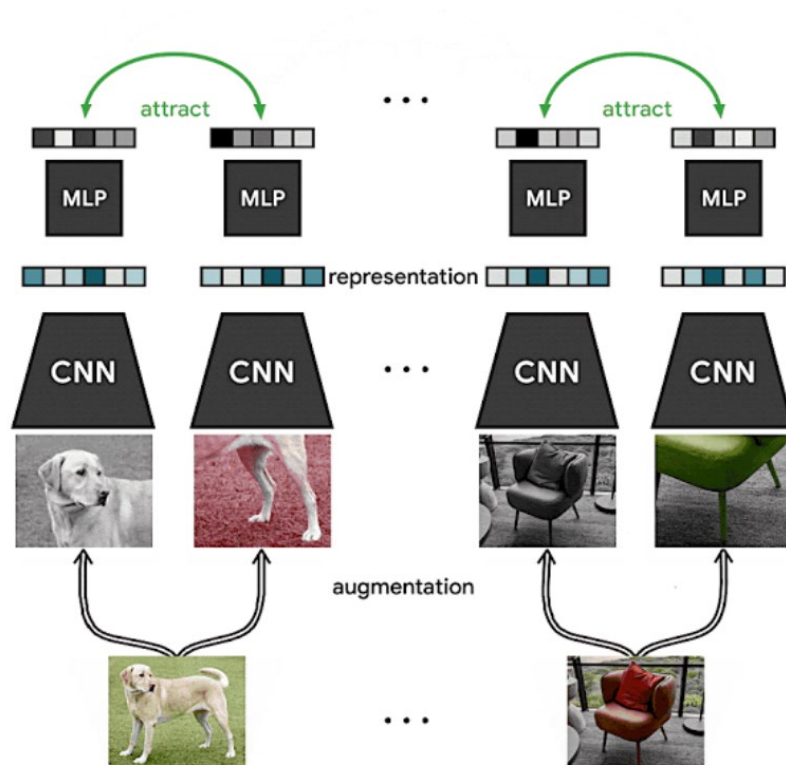 attract
...
attract
MLP
MLP
MLP
MLP
representation
CNN
CNN
...
CNN
CNN
augmentation
...